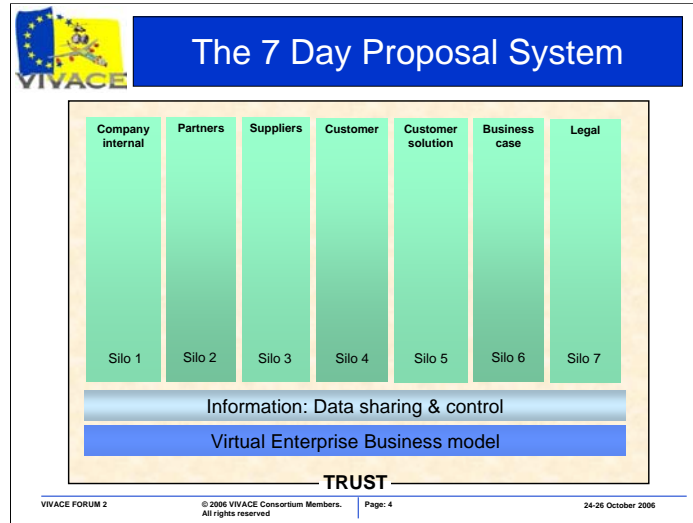 VIVACE
The 7 Day Proposal System
Company
internal
Partners
Suppliers
Customer
Customer
solution
Business
case
Legal
Silo 1
Silo 2
Silo 3
Silo 4
Silo 5
Silo 6
Silo 7
Information: Data sharing & control
Virtual Enterprise Business model
TRUST
VIVACE FORUM 2
© 2006 VIVACE Consortium Members.
All rights reserved
Page: 4
24-26 October 2006